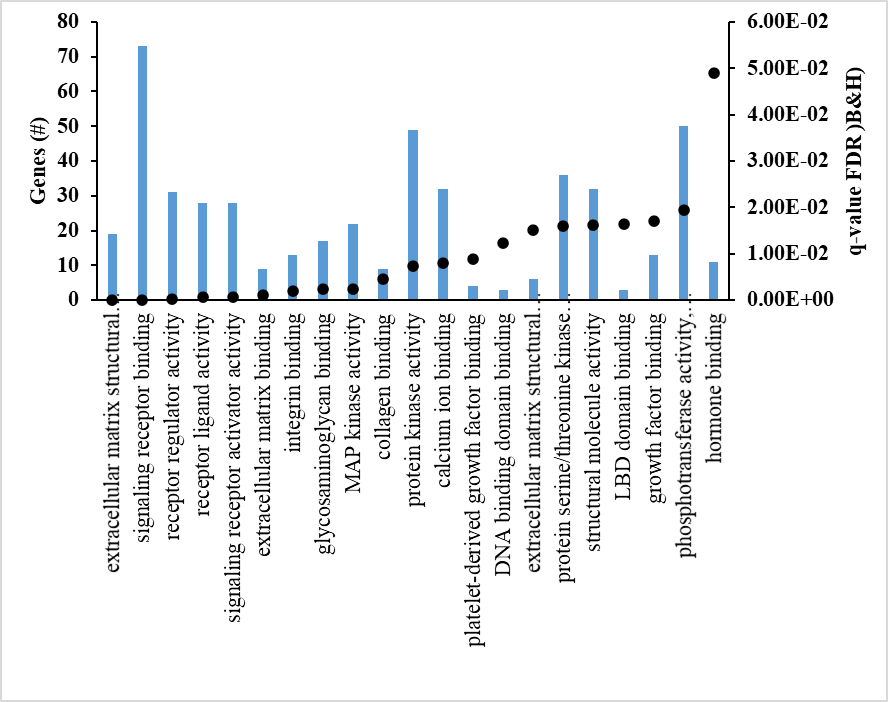 80
70
60
50
40
30
20
10
0
Genes (#)
6.00E-02
5.00E-02
4.00E-02
3.00E-02
2.00E-02
1.00E-02
0.00E+00
q-value FDR )B&H)
extracellular matrix structural…
signaling receptor binding
receptor regulator activity
receptor ligand activity
signaling receptor activator activity
extracellular matrix binding
integrin binding
glycosaminoglycan binding
MAP kinase activity
collagen binding
protein kinase activity
calcium ion binding
platelet-derived growth factor binding
DNA binding domain binding
extracellular matrix structural…
protein serine/threonine kinase…
structural molecule activity
LBD domain binding
growth factor binding
phosphotransferase activity,…
hormone binding